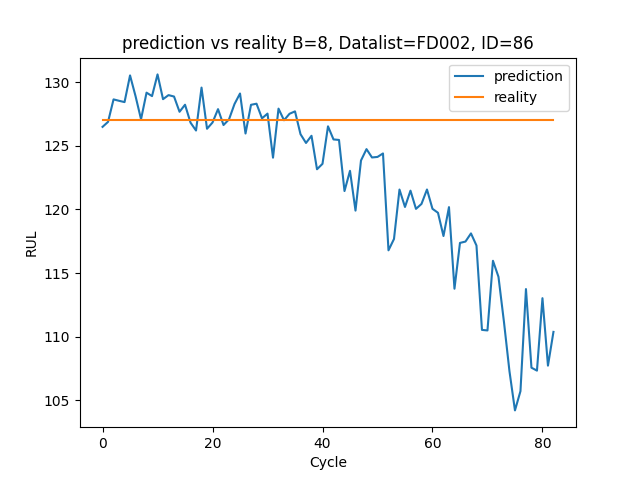 prediction vs reality B=8, Datalist=FD002, ID=86
prediction
reality
130
125
120
115
110
105
RUL
0
20
40
60
80
Cycle